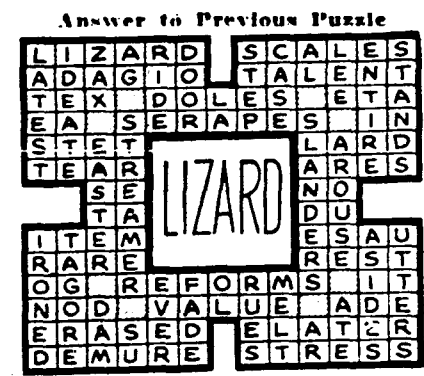 Answer to Previous Puzzle
LIZARD SCALES
ADAGIO TALENT
TEX DOLES ETA
EA SERAPES IN
STET LARD
TEAR ARES
SE NO
LIZARD
TA DU
ITEM ESAU
RARE REST
OG REFORMS IT
NOD VALUE ADE
ERASED ELATER
DEMURE STRESS